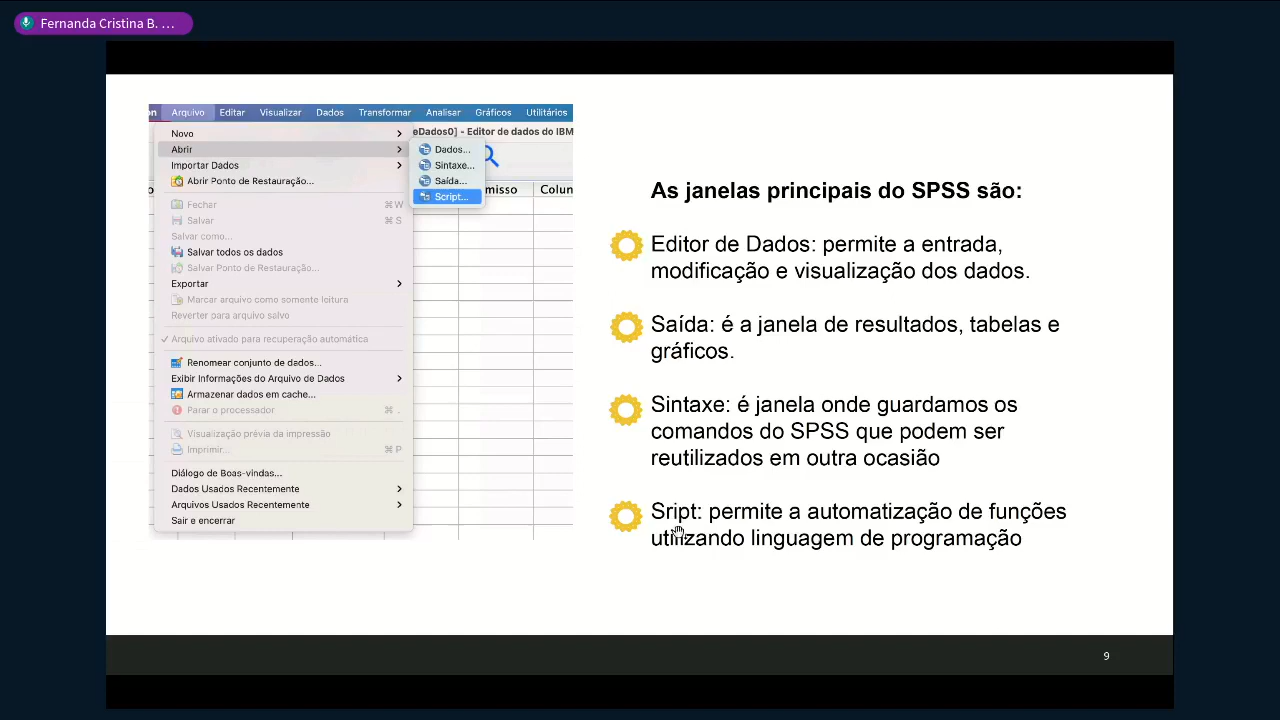 Fernanda Cristina B. ...
on Arquivo Editar Visualizar Dados Transformar Analisar Gráficos Utilitários
eDados0] - Editor de dados do IBM
Novo
Abrir
Importar Dados
Abrir Ponto de Restauração...
Fechar ⌘W
Salvar ⌘S
Salvar como...
Salvar todos os dados
Salvar Ponto de Restauração...
Exportar
Marcar arquivo como somente leitura
Reverter para arquivo salvo
✓ Arquivo ativado para recuperação automática
Renomear conjunto de dados...
Exibir Informações do Arquivo de Dados
Armazenar dados em cache...
Parar o processador ⌘ .
Visualização prévia da impressão
Imprimir... ⌘P
Diálogo de Boas-vindas...
Dados Usados Recentemente
Arquivos Usados Recentemente
Sair e encerrar
Dados...
Sintaxe...
Saída...
Script...
o
misso Colun
As janelas principais do SPSS são:
Editor de Dados: permite a entrada,
modificação e visualização dos dados.
Saída: é a janela de resultados, tabelas e
gráficos.
Sintaxe: é janela onde guardamos os
comandos do SPSS que podem ser
reutilizados em outra ocasião
Sript: permite a automatização de funções
utilizando linguagem de programação
9